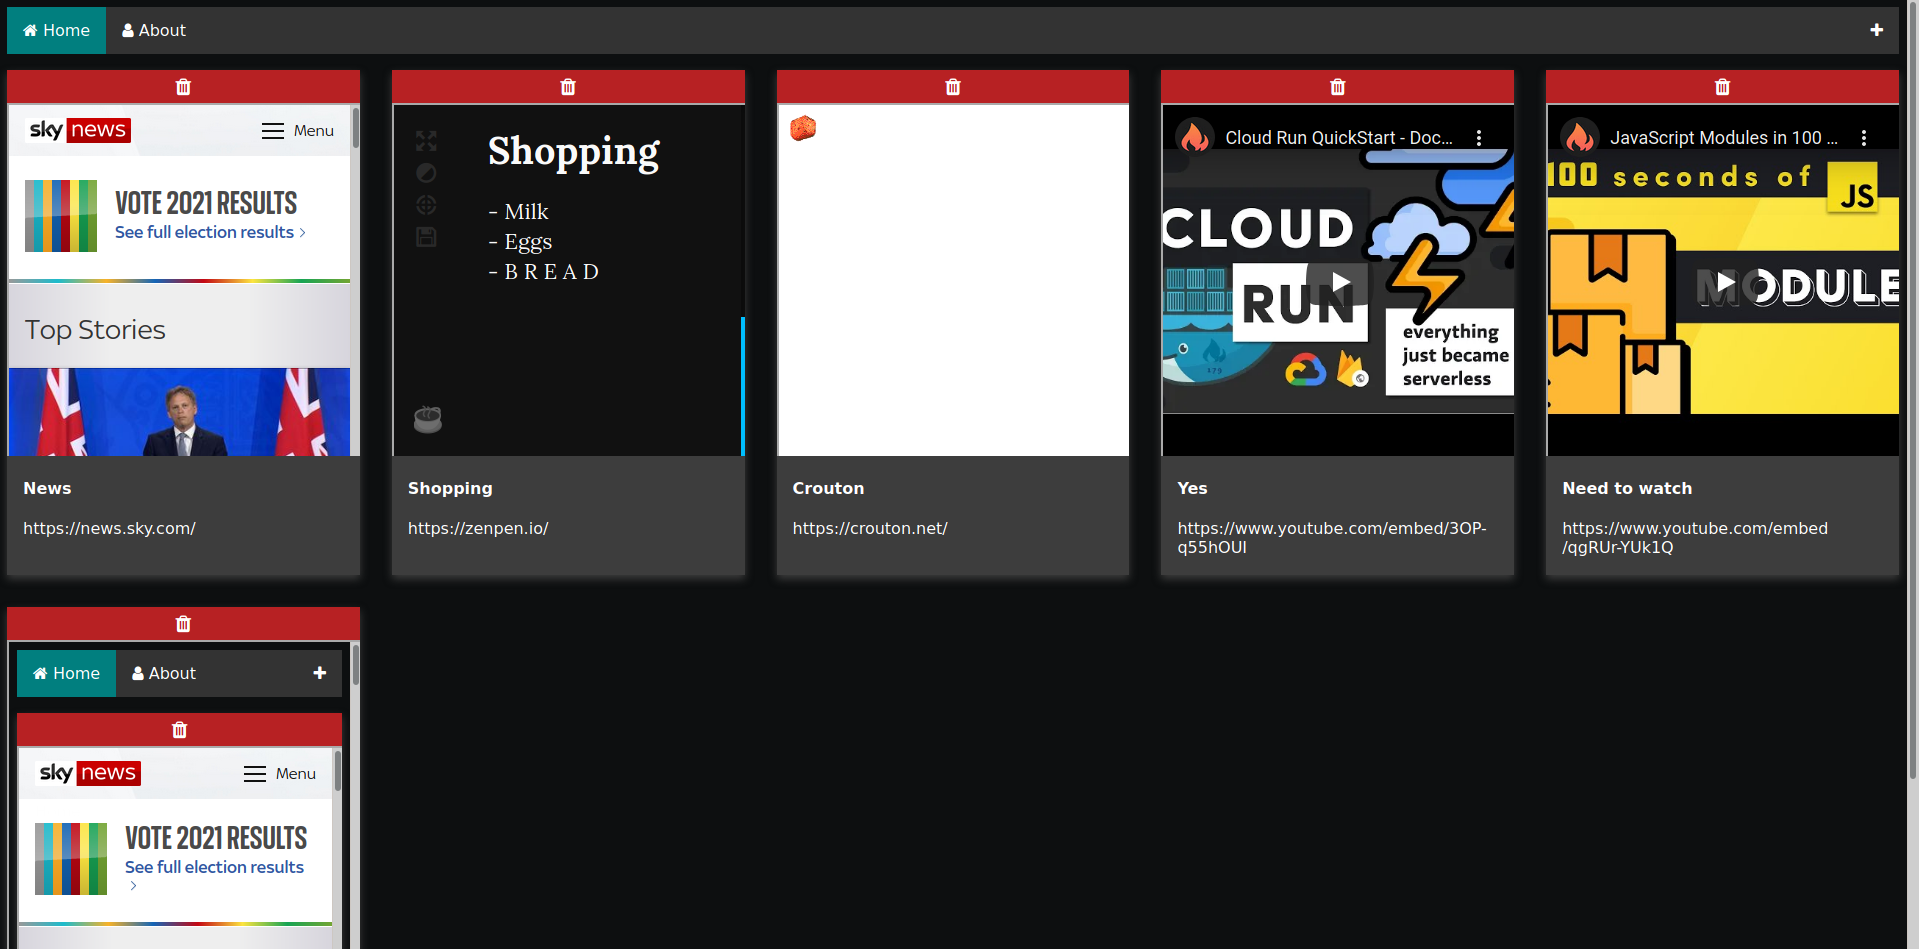 Home
About
sky news
Menu
VOTE 2021 RESULTS
See full election results
Top Stories
News
https://news.sky.com/
Shopping
- Milk
- Eggs
- B R E A D
Shopping
https://zenpen.io/
Crouton
https://crouton.net/
Cloud Run QuickStart - Doc...
CLOUD
RUN
everything
just became
serverless
Yes
https://www.youtube.com/embed/3OP-
q55hOUI
JavaScript Modules in 100 ...
100 seconds of
JS
MODULE
Need to watch
https://www.youtube.com/embed
/qgRUr-YUk1Q
Home
About
sky news
Menu
VOTE 2021 RESULTS
See full election results